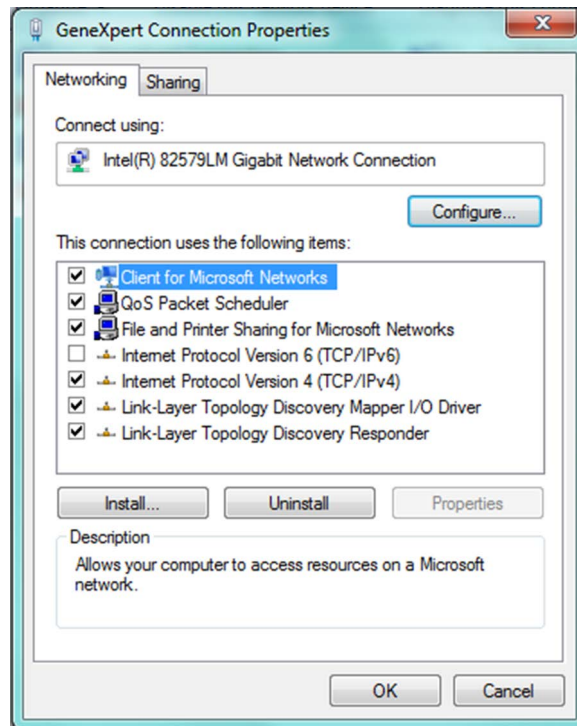 GeneXpert Connection Properties
Networking
Sharing
Connect using:
Intel(R) 82579LM Gigabit Network Connection
Configure...
This connection uses the following items:
Client for Microsoft Networks
QoS Packet Scheduler
File and Printer Sharing for Microsoft Networks
Internet Protocol Version 6 (TCP/IPv6)
Internet Protocol Version 4 (TCP/IPv4)
Link-Layer Topology Discovery Mapper I/O Driver
Link-Layer Topology Discovery Responder
Install...
Uninstall
Properties
Description
Allows your computer to access resources on a Microsoft
network.
OK
Cancel